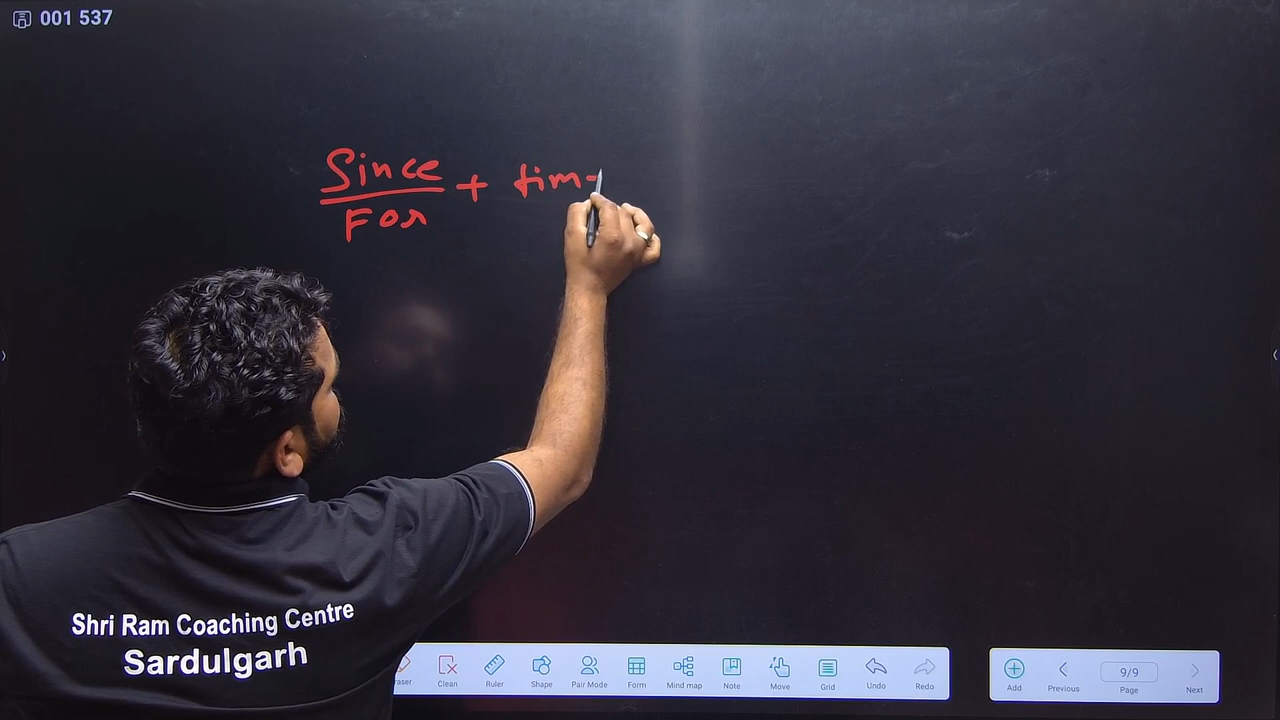 001 537
Since + tim
For
Shri Ram Coaching Centre
Sardulgarh
Clean
Ruler
Shape
Pair Mode
Form
Mind map
Note
Move
Grid
Undo
Redo
Add
Previous
9/9
Page
Next